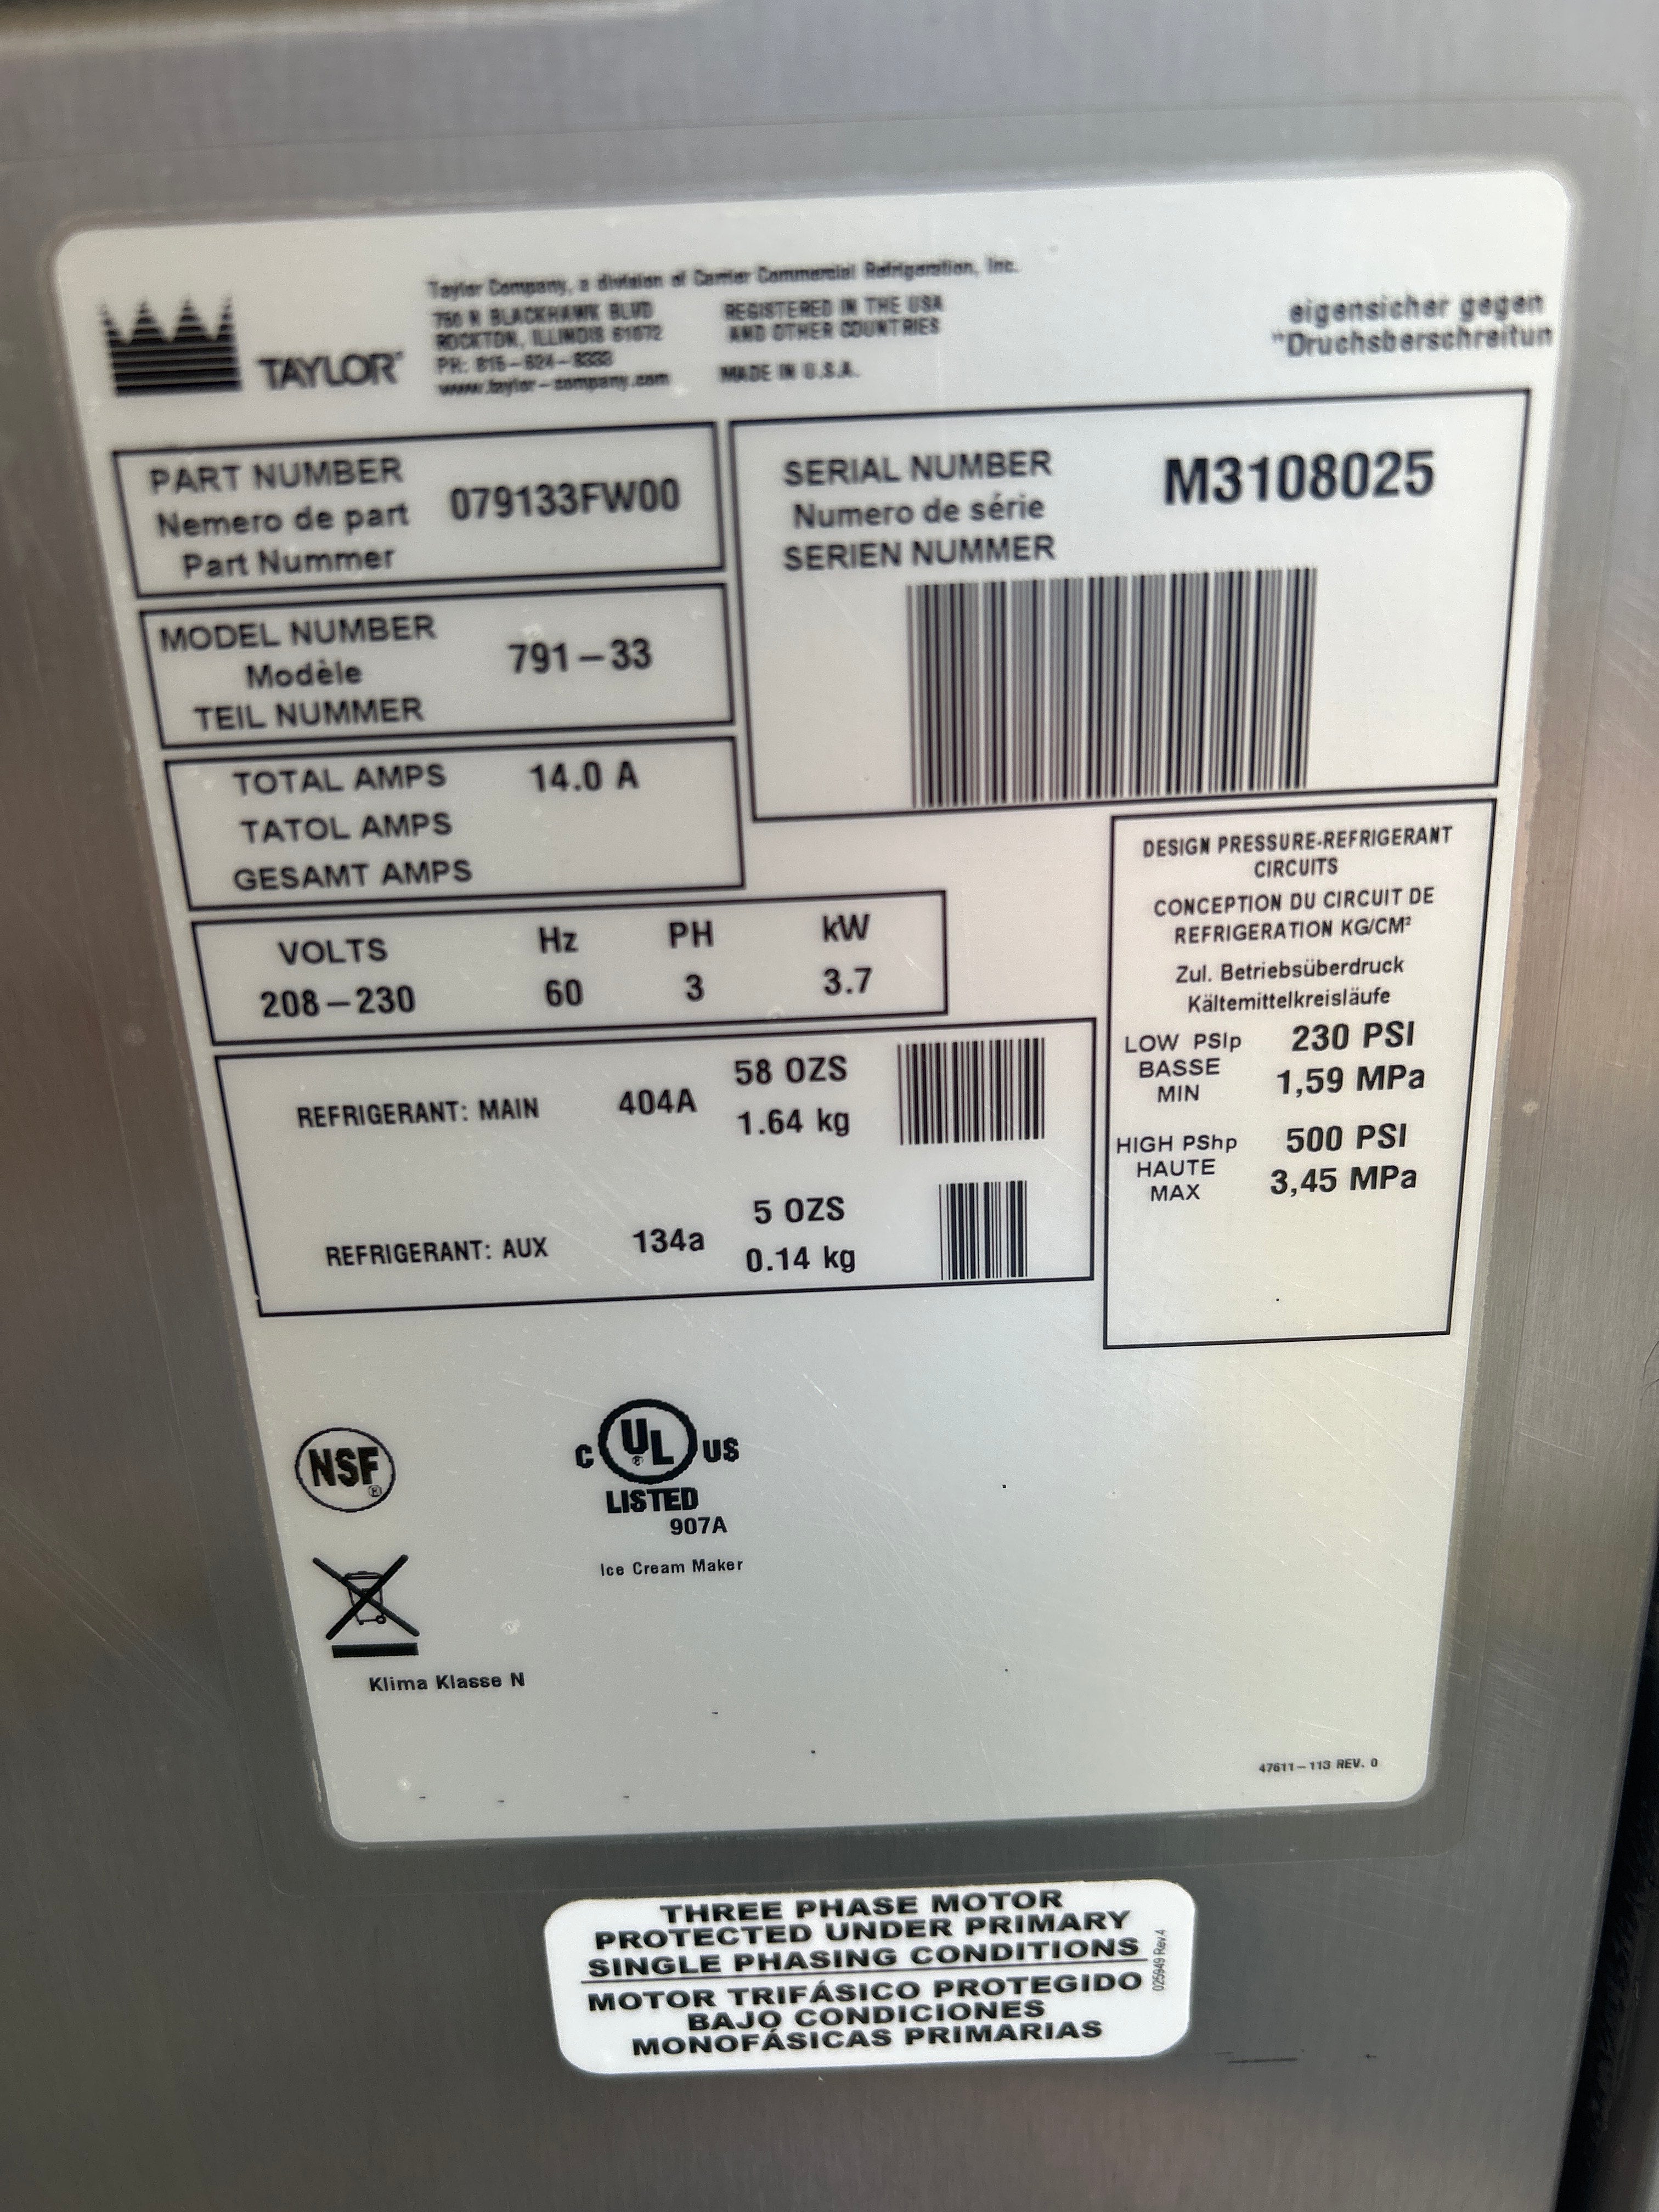 Taylor Company, a division of Carrier Commercial Refrigeration, Inc.
750 N BLACKHAWK BLVD
ROCKTON, ILLINOIS 61072
PH: 815-624-8333
www.taylor-company.com
REGISTERED IN THE USA
AND OTHER COUNTRIES
MADE IN U.S.A.
TAYLOR®
eigensicher gegen
"Druchsberschreitun
PART NUMBER
Nemero de part
Part Nummer
079133FW00
SERIAL NUMBER
Numero de série
SERIEN NUMMER
M3108025
MODEL NUMBER
Modèle
TEIL NUMMER
791-33
TOTAL AMPS 14.0 A
TATOL AMPS
GESAMT AMPS
VOLTS Hz PH kW
208-230 60 3 3.7
DESIGN PRESSURE-REFRIGERANT
CIRCUITS
CONCEPTION DU CIRCUIT DE
REFRIGERATION KG/CM²
Zul. Betriebsüberdruck
Kältemittelkreisläufe
LOW PSIp
BASSE
MIN
230 PSI
1,59 MPa
HIGH PShp
HAUTE
MAX
500 PSI
3,45 MPa
REFRIGERANT: MAIN 404A
58 OZS
1.64 kg
REFRIGERANT: AUX 134a
5 OZS
0.14 kg
NSF®
C UL® US
LISTED
907A
Ice Cream Maker
Klima Klasse N
47611-113 REV. 0
THREE PHASE MOTOR
PROTECTED UNDER PRIMARY
SINGLE PHASING CONDITIONS
MOTOR TRIFÁSICO PROTEGIDO
BAJO CONDICIONES
MONOFÁSICAS PRIMARIAS
025949 Rev.4